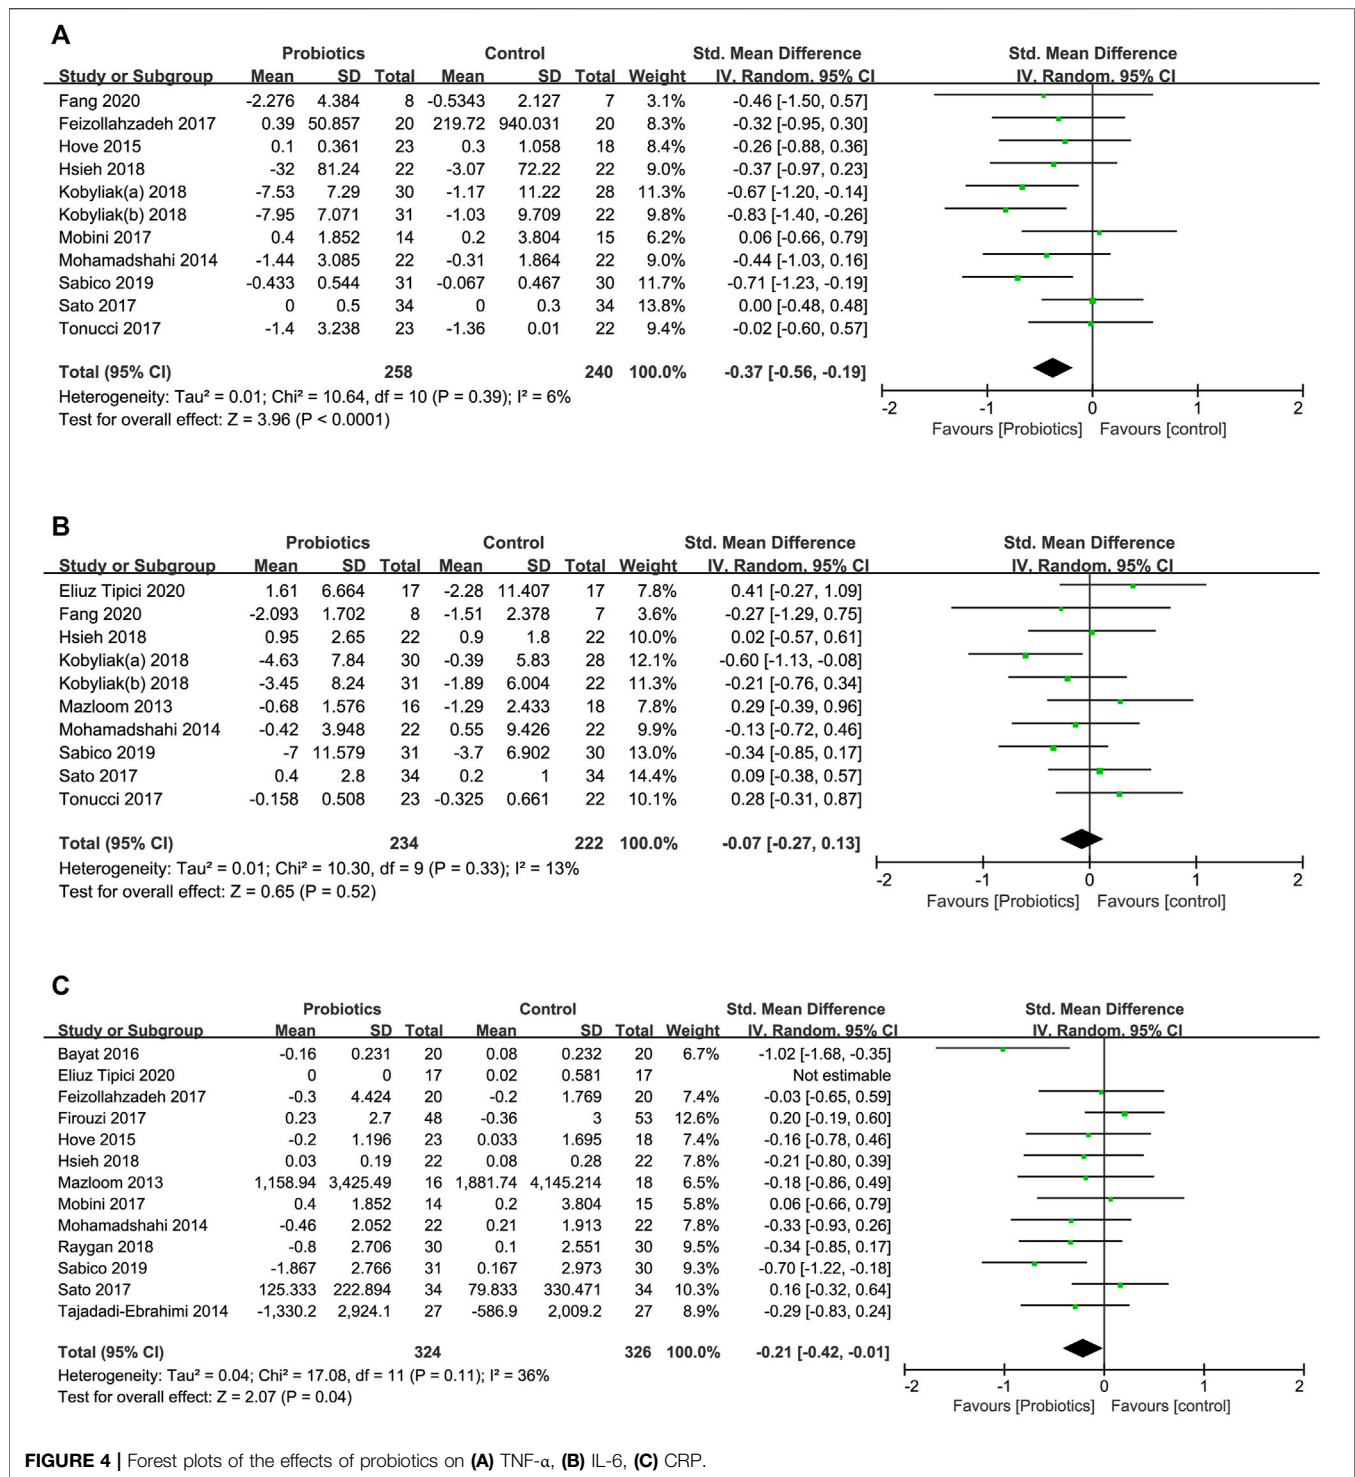 A
Probiotics Control Std. Mean Difference Std. Mean Difference
Study or Subgroup Mean SD Total Mean SD Total Weight IV. Random. 95% CI IV. Random. 95% CI
Fang 2020 -2.276 4.384 8 -0.5343 2.127 7 3.1% -0.46 [-1.50, 0.57]
Feizollahzadeh 2017 0.39 50.857 20 219.72 940.031 20 8.3% -0.32 [-0.95, 0.30]
Hove 2015 0.1 0.361 23 0.3 1.058 18 8.4% -0.26 [-0.88, 0.36]
Hsieh 2018 -32 81.24 22 -3.07 72.22 22 9.0% -0.37 [-0.97, 0.23]
Kobyliak(a) 2018 -7.53 7.29 30 -1.17 11.22 28 11.3% -0.67 [-1.20, -0.14]
Kobyliak(b) 2018 -7.95 7.071 31 -1.03 9.709 22 9.8% -0.83 [-1.40, -0.26]
Mobini 2017 0.4 1.852 14 0.2 3.804 15 6.2% 0.06 [-0.66, 0.79]
Mohamadshahi 2014 -1.44 3.085 22 -0.31 1.864 22 9.0% -0.44 [-1.03, 0.16]
Sabico 2019 -0.433 0.544 31 -0.067 0.467 30 11.7% -0.71 [-1.23, -0.19]
Sato 2017 0 0.5 34 0 0.3 34 13.8% 0.00 [-0.48, 0.48]
Tonucci 2017 -1.4 3.238 23 -1.36 0.01 22 9.4% -0.02 [-0.60, 0.57]
Total (95% CI) 258 240 100.0% -0.37 [-0.56, -0.19]
Heterogeneity: Tau² = 0.01; Chi² = 10.64, df = 10 (P = 0.39); I² = 6%
Test for overall effect: Z = 3.96 (P < 0.0001)
-2 -1 0 1 2
Favours [Probiotics] Favours [control]
B
Probiotics Control Std. Mean Difference Std. Mean Difference
Study or Subgroup Mean SD Total Mean SD Total Weight IV. Random. 95% CI IV. Random. 95% CI
Eliuz Tipici 2020 1.61 6.664 17 -2.28 11.407 17 7.8% 0.41 [-0.27, 1.09]
Fang 2020 -2.093 1.702 8 -1.51 2.378 7 3.6% -0.27 [-1.29, 0.75]
Hsieh 2018 0.95 2.65 22 0.9 1.8 22 10.0% 0.02 [-0.57, 0.61]
Kobyliak(a) 2018 -4.63 7.84 30 -0.39 5.83 28 12.1% -0.60 [-1.13, -0.08]
Kobyliak(b) 2018 -3.45 8.24 31 -1.89 6.004 22 11.3% -0.21 [-0.76, 0.34]
Mazloom 2013 -0.68 1.576 16 -1.29 2.433 18 7.8% 0.29 [-0.39, 0.96]
Mohamadshahi 2014 -0.42 3.948 22 0.55 9.426 22 9.9% -0.13 [-0.72, 0.46]
Sabico 2019 -7 11.579 31 -3.7 6.902 30 13.0% -0.34 [-0.85, 0.17]
Sato 2017 0.4 2.8 34 0.2 1 34 14.4% 0.09 [-0.38, 0.57]
Tonucci 2017 -0.158 0.508 23 -0.325 0.661 22 10.1% 0.28 [-0.31, 0.87]
Total (95% CI) 234 222 100.0% -0.07 [-0.27, 0.13]
Heterogeneity: Tau² = 0.01; Chi² = 10.30, df = 9 (P = 0.33); I² = 13%
Test for overall effect: Z = 0.65 (P = 0.52)
-2 -1 0 1 2
Favours [Probiotics] Favours [control]
C
Probiotics Control Std. Mean Difference Std. Mean Difference
Study or Subgroup Mean SD Total Mean SD Total Weight IV. Random. 95% CI IV. Random. 95% CI
Bayat 2016 -0.16 0.231 20 0.08 0.232 20 6.7% -1.02 [-1.68, -0.35]
Eliuz Tipici 2020 0 0 17 0.02 0.581 17 Not estimable
Feizollahzadeh 2017 -0.3 4.424 20 -0.2 1.769 20 7.4% -0.03 [-0.65, 0.59]
Firouzi 2017 0.23 2.7 48 -0.36 3 53 12.6% 0.20 [-0.19, 0.60]
Hove 2015 -0.2 1.196 23 0.033 1.695 18 7.4% -0.16 [-0.78, 0.46]
Hsieh 2018 0.03 0.19 22 0.08 0.28 22 7.8% -0.21 [-0.80, 0.39]
Mazloom 2013 1,158.94 3,425.49 16 1,881.74 4,145.214 18 6.5% -0.18 [-0.86, 0.49]
Mobini 2017 0.4 1.852 14 0.2 3.804 15 5.8% 0.06 [-0.66, 0.79]
Mohamadshahi 2014 -0.46 2.052 22 0.21 1.913 22 7.8% -0.33 [-0.93, 0.26]
Raygan 2018 -0.8 2.706 30 0.1 2.551 30 9.5% -0.34 [-0.85, 0.17]
Sabico 2019 -1.867 2.766 31 0.167 2.973 30 9.3% -0.70 [-1.22, -0.18]
Sato 2017 125.333 222.894 34 79.833 330.471 34 10.3% 0.16 [-0.32, 0.64]
Tajadadi-Ebrahimi 2014 -1,330.2 2,924.1 27 -586.9 2,009.2 27 8.9% -0.29 [-0.83, 0.24]
Total (95% CI) 324 326 100.0% -0.21 [-0.42, -0.01]
Heterogeneity: Tau² = 0.04; Chi² = 17.08, df = 11 (P = 0.11); I² = 36%
Test for overall effect: Z = 2.07 (P = 0.04)
-2 -1 0 1 2
Favours [Probiotics] Favours [control]
FIGURE 4 | Forest plots of the effects of probiotics on (A) TNF-α, (B) IL-6, (C) CRP.